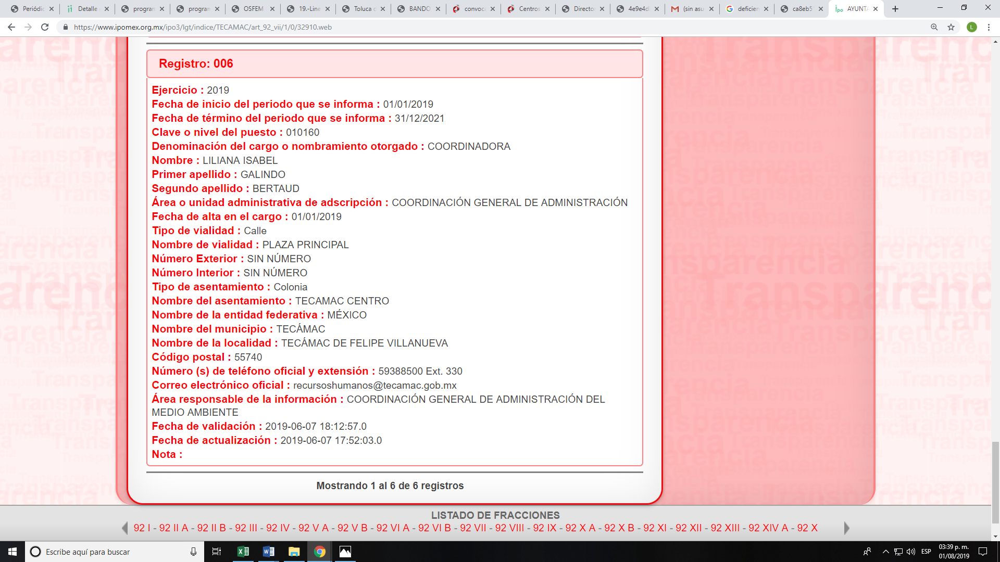 Periódic
Detalle
program
program
OSFEM
19.-Line
Toluca
BANDO
convoca
Centros
Director
4e9e4d
(sin asu
deficien
ca8eb5
AYUNTA
https://www.ipomex.org.mx/ipo3/lgt/indice/TECAMAC/art_92_vii/1/0/32910.web
L
Registro: 006
Ejercicio : 2019
Fecha de inicio del periodo que se informa : 01/01/2019
Fecha de término del periodo que se informa : 31/12/2021
Clave o nivel del puesto : 010160
Denominación del cargo o nombramiento otorgado : COORDINADORA
Nombre : LILIANA ISABEL
Primer apellido : GALINDO
Segundo apellido : BERTAUD
Área o unidad administrativa de adscripción : COORDINACIÓN GENERAL DE ADMINISTRACIÓN
Fecha de alta en el cargo : 01/01/2019
Tipo de vialidad : Calle
Nombre de vialidad : PLAZA PRINCIPAL
Número Exterior : SIN NÚMERO
Número Interior : SIN NÚMERO
Tipo de asentamiento : Colonia
Nombre del asentamiento : TECAMAC CENTRO
Nombre de la entidad federativa : MÉXICO
Nombre del municipio : TECÁMAC
Nombre de la localidad : TECÁMAC DE FELIPE VILLANUEVA
Código postal : 55740
Número (s) de teléfono oficial y extensión : 59388500 Ext. 330
Correo electrónico oficial : recursoshumanos@tecamac.gob.mx
Área responsable de la información : COORDINACIÓN GENERAL DE ADMINISTRACIÓN DEL
MEDIO AMBIENTE
Fecha de validación : 2019-06-07 18:12:57.0
Fecha de actualización : 2019-06-07 17:52:03.0
Nota :
Mostrando 1 al 6 de 6 registros
LISTADO DE FRACCIONES
92 I - 92 II A - 92 II B - 92 III - 92 IV - 92 V A - 92 V B - 92 VI A - 92 VI B - 92 VII - 92 VIII - 92 IX - 92 X A - 92 X B - 92 XI - 92 XII - 92 XIII - 92 XIV A - 92 X
Escribe aquí para buscar
ESP
03:39 p. m.
01/08/2019